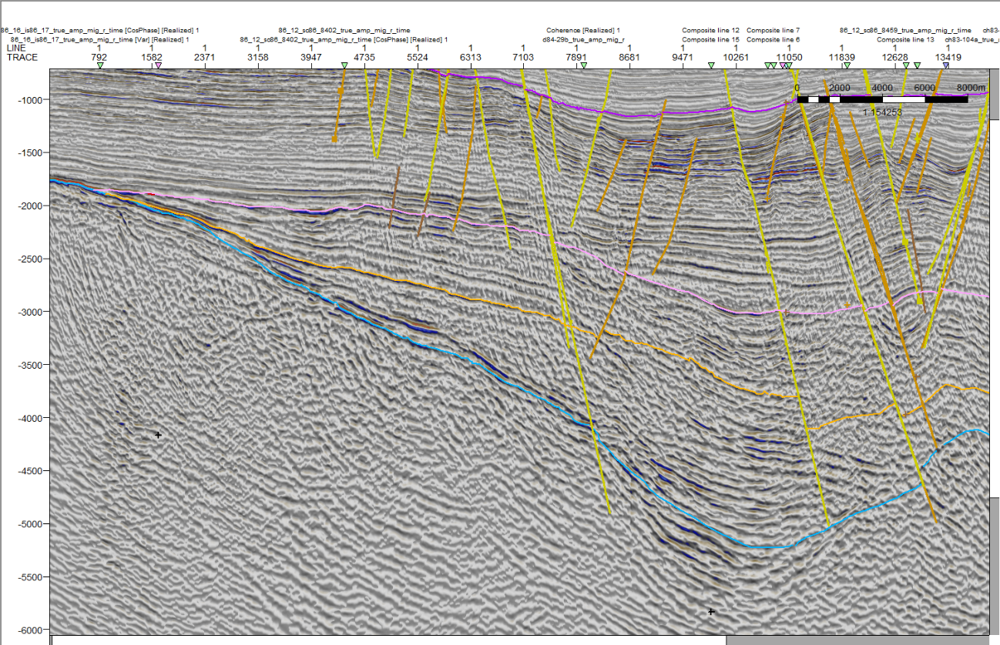 86_16_is86_17_true_amp_mig_r_time [CosPhase] [Realized] 1 86_12_sc86_8402_true_amp_mig_r_time Coherence [Realized] 1 Composite line 12 Composite line 7 86_12_sc86_8459_true_amp_mig_r_time ch83-
86_16_is86_17_true_amp_mig_r_time [Var] [Realized] 1 86_12_sc86_8402_true_amp_mig_r_time [CosPhase] [Realized] 1 d84-29b_true_amp_mig_r Composite line 15 Composite line 6 Composite line 13 ch83-104a_true_
LINE 1 1 1 1 1 1 1 1 1 1 1 1 1 1 1 1 1
TRACE 792 1582 2371 3158 3947 4735 5524 6313 7103 7891 8681 9471 10261 11050 11839 12628 13419
0 2000 4000 6000 8000m
1:154253
-1000
-1500
-2000
-2500
-3000
-3500
-4000
-4500
-5000
-5500
-6000